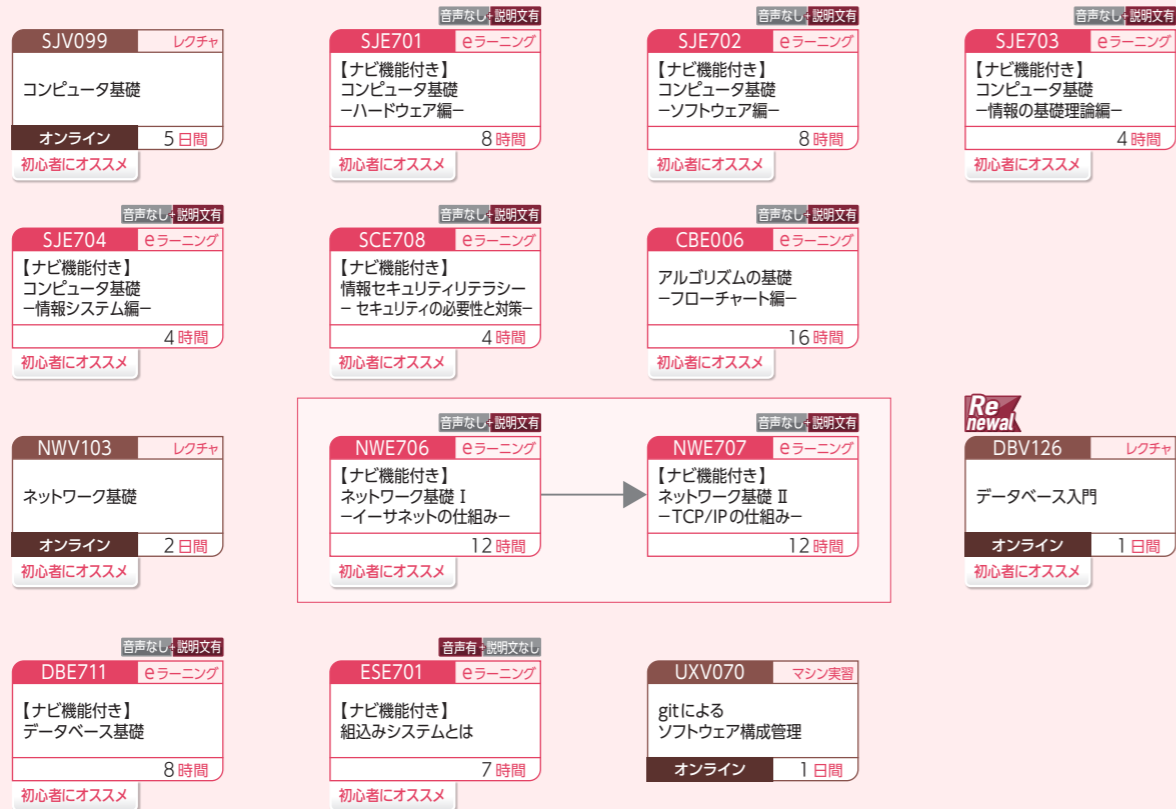 SJV099 レクチャ
コンピュータ基礎
オンライン 5日間
初心者にオススメ
音声なし+説明文有
SJE701 eラーニング
【ナビ機能付き】
コンピュータ基礎
－ハードウェア編－
8時間
初心者にオススメ
音声なし+説明文有
SJE702 eラーニング
【ナビ機能付き】
コンピュータ基礎
－ソフトウェア編－
8時間
初心者にオススメ
音声なし+説明文有
SJE703 eラーニング
【ナビ機能付き】
コンピュータ基礎
－情報の基礎理論編－
4時間
初心者にオススメ
音声なし+説明文有
SJE704 eラーニング
【ナビ機能付き】
コンピュータ基礎
－情報システム編－
4時間
初心者にオススメ
音声なし+説明文有
SCE708 eラーニング
【ナビ機能付き】
情報セキュリティリテラシー
－ セキュリティの必要性と対策－
4時間
初心者にオススメ
音声なし+説明文有
CBE006 eラーニング
アルゴリズムの基礎
－フローチャート編－
16時間
初心者にオススメ
NWV103 レクチャ
ネットワーク基礎
オンライン 2日間
初心者にオススメ
音声なし+説明文有
NWE706 eラーニング
【ナビ機能付き】
ネットワーク基礎 Ⅰ
－イーサネットの仕組み－
12時間
初心者にオススメ
音声なし+説明文有
NWE707 eラーニング
【ナビ機能付き】
ネットワーク基礎 Ⅱ
－TCP/IPの仕組み－
12時間
Re
newal
DBV126 レクチャ
データベース入門
オンライン 1日間
初心者にオススメ
音声なし+説明文有
DBE711 eラーニング
【ナビ機能付き】
データベース基礎
8時間
初心者にオススメ
音声有+説明文なし
ESE701 eラーニング
【ナビ機能付き】
組込みシステムとは
7時間
初心者にオススメ
UXV070 マシン実習
gitによる
ソフトウェア構成管理
オンライン 1日間